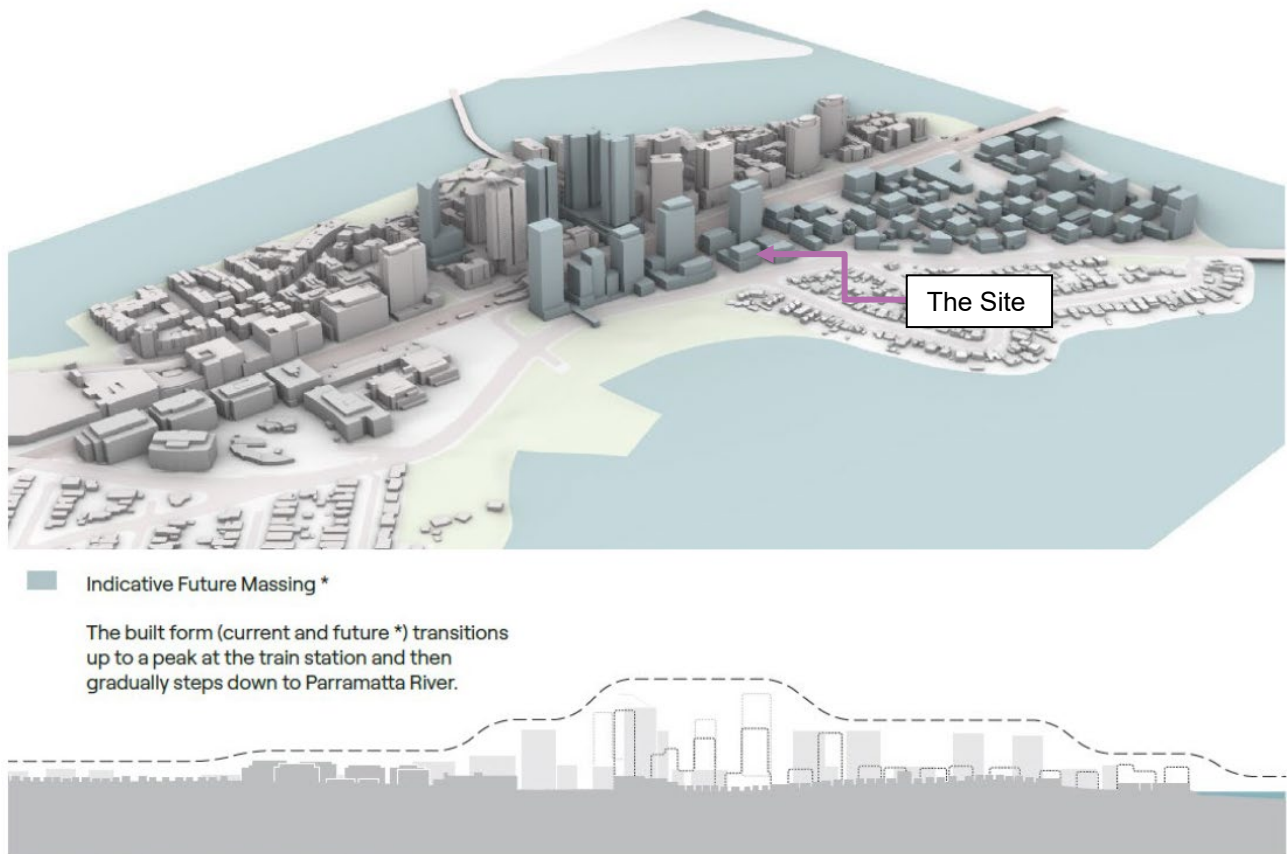 The Site
Indicative Future Massing *
The built form (current and future *) transitions
up to a peak at the train station and then
gradually steps down to Parramatta River.